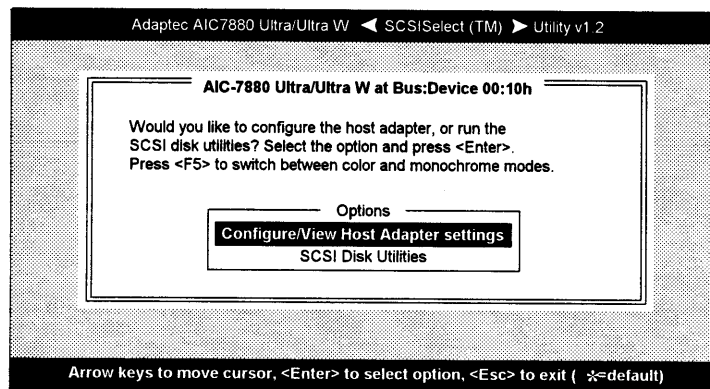 Adaptec AIC7880 Ultra/Ultra W ◄ SCSISelect (TM) ► Utility v1.2
AIC-7880 Ultra/Ultra W at Bus:Device 00:10h
Would you like to configure the host adapter, or run the
SCSI disk utilities? Select the option and press <Enter>.
Press <F5> to switch between color and monochrome modes.
Options
Configure/View Host Adapter settings
SCSI Disk Utilities
Arrow keys to move cursor, <Enter> to select option, <Esc> to exit ( ☼=default)